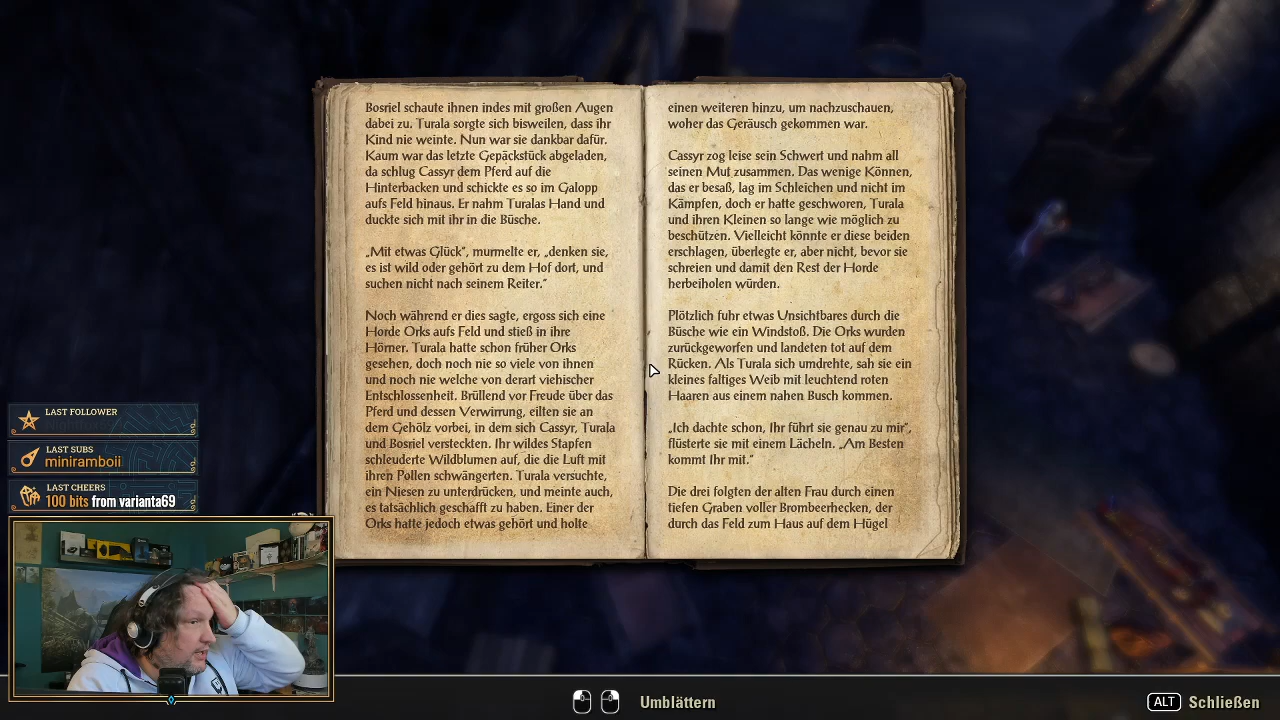 Bosriel schaute ihnen indes mit großen Augen
dabei zu. Turala sorgte sich bisweilen, dass ihr
Kind nie weinte. Nun war sie dankbar dafür.
Kaum war das letzte Gepäckstück abgeladen,
da schlug Cassyr dem Pferd auf die
Hinterbacken und schickte es so im Galopp
aufs Feld hinaus. Er nahm Turalas Hand und
duckte sich mit ihr in die Büsche.
„Mit etwas Glück", murmelte er, „denken sie,
es ist wild oder gehört zu dem Hof dort, und
suchen nicht nach seinem Reiter."
Noch während er dies sagte, ergoss sich eine
Horde Orks aufs Feld und stieß in ihre
Hörner. Turala hatte schon früher Orks
gesehen, doch noch nie so viele von ihnen
und noch nie welche von derart viehischer
Entschlossenheit. Brüllend vor Freude über das
Pferd und dessen Verwirrung, eilten sie an
dem Gehölz vorbei, in dem sich Cassyr, Turala
und Bosriel versteckten. Ihr wildes Stapfen
schleuderte Wildblumen auf, die die Luft mit
ihren Pollen schwängerten. Turala versuchte,
ein Niesen zu unterdrücken, und meinte auch,
es tatsächlich geschafft zu haben. Einer der
Orks hatte jedoch etwas gehört und holte
einen weiteren hinzu, um nachzuschauen,
woher das Geräusch gekommen war.
Cassyr zog leise sein Schwert und nahm all
seinen Mut zusammen. Das wenige Können,
das er besaß, lag im Schleichen und nicht im
Kämpfen, doch er hatte geschworen, Turala
und ihren Kleinen so lange wie möglich zu
beschützen. Vielleicht könnte er diese beiden
erschlagen, überlegte er, aber nicht, bevor sie
schreien und damit den Rest der Horde
herbeiholen würden.
Plötzlich fuhr etwas Unsichtbares durch die
Büsche wie ein Windstoß. Die Orks wurden
zurückgeworfen und landeten tot auf dem
Rücken. Als Turala sich umdrehte, sah sie ein
kleines faltiges Weib mit leuchtend roten
Haaren aus einem nahen Busch kommen.
„Ich dachte schon, Ihr führt sie genau zu mir",
flüsterte sie mit einem Lächeln. „Am Besten
kommt Ihr mit."
Die drei folgten der alten Frau durch einen
tiefen Graben voller Brombeerhecken, der
durch das Feld zum Haus auf dem Hügel
LAST FOLLOWER
LAST SUBS
miniramboii
LAST CHEERS
100 bits from varianta69
Umblättern
ALT Schließen